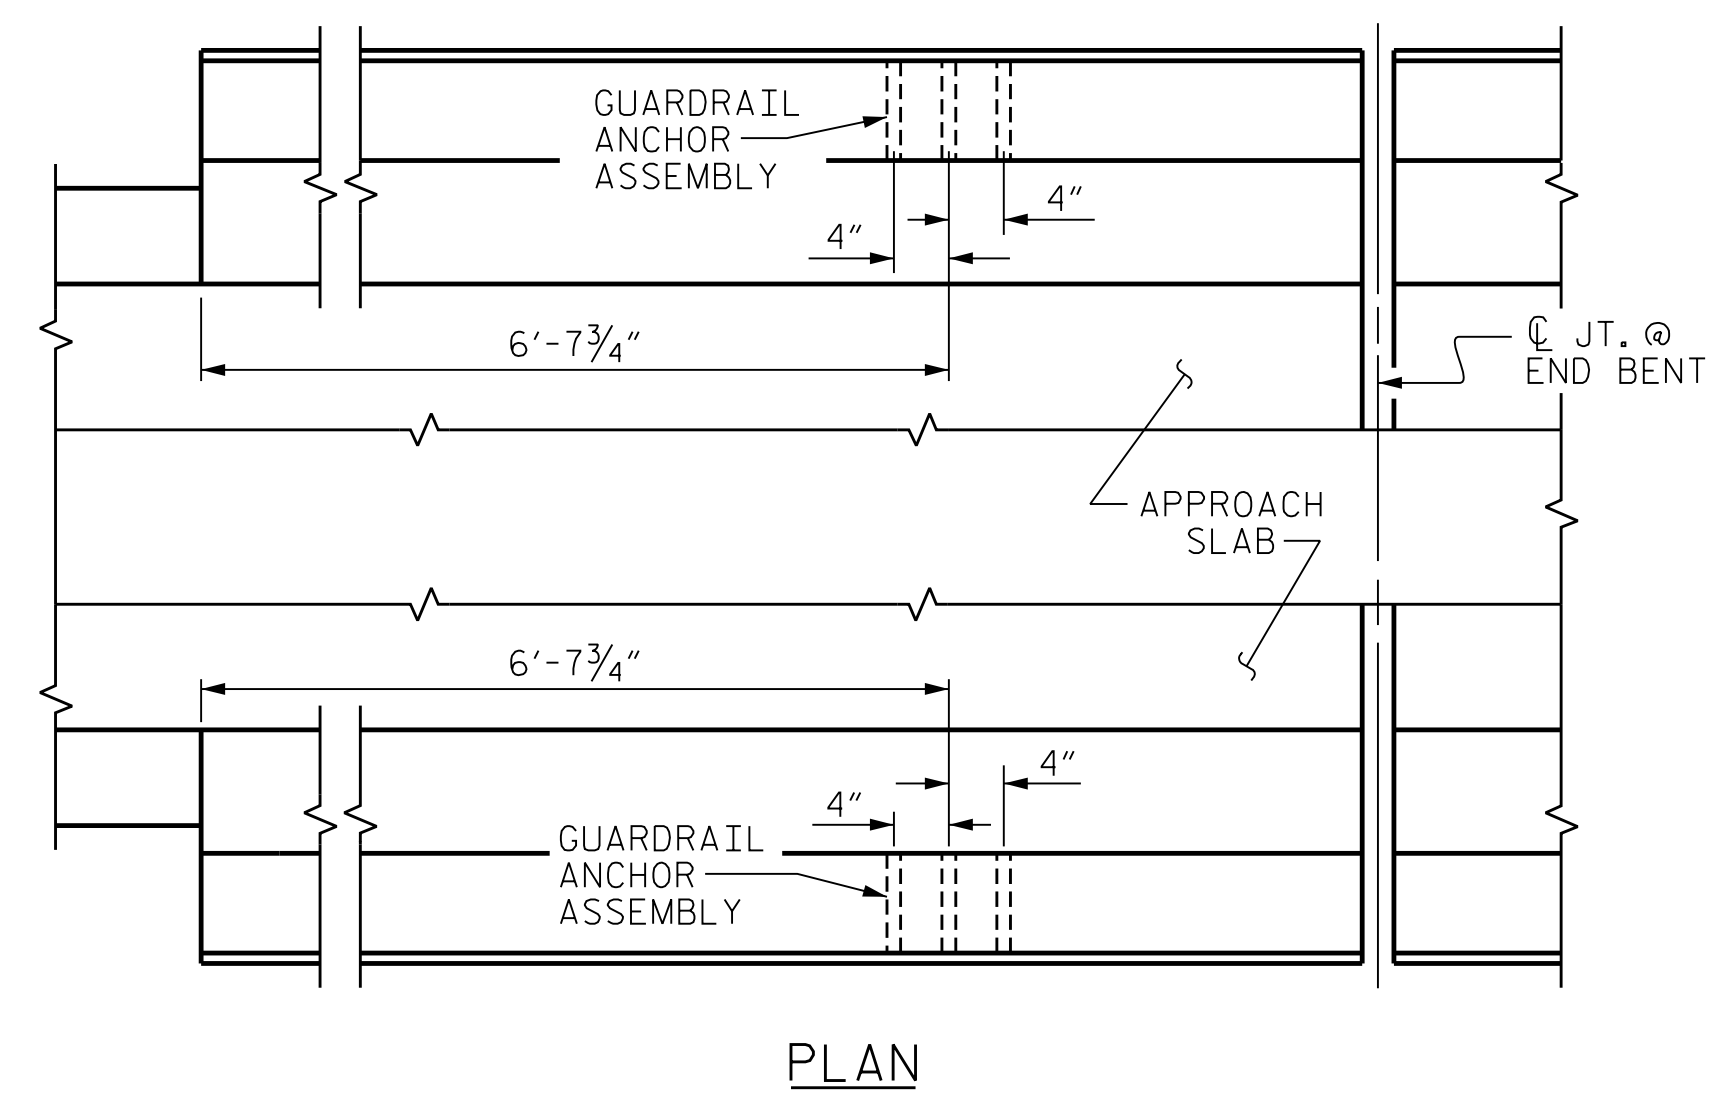 GUARDRAIL
ANCHOR
ASSEMBLY
4"
4"
6'-7¾"
℄ JT. @
END BENT
APPROACH
SLAB
6'-7¾"
4"
4"
GUARDRAIL
ANCHOR
ASSEMBLY
PLAN